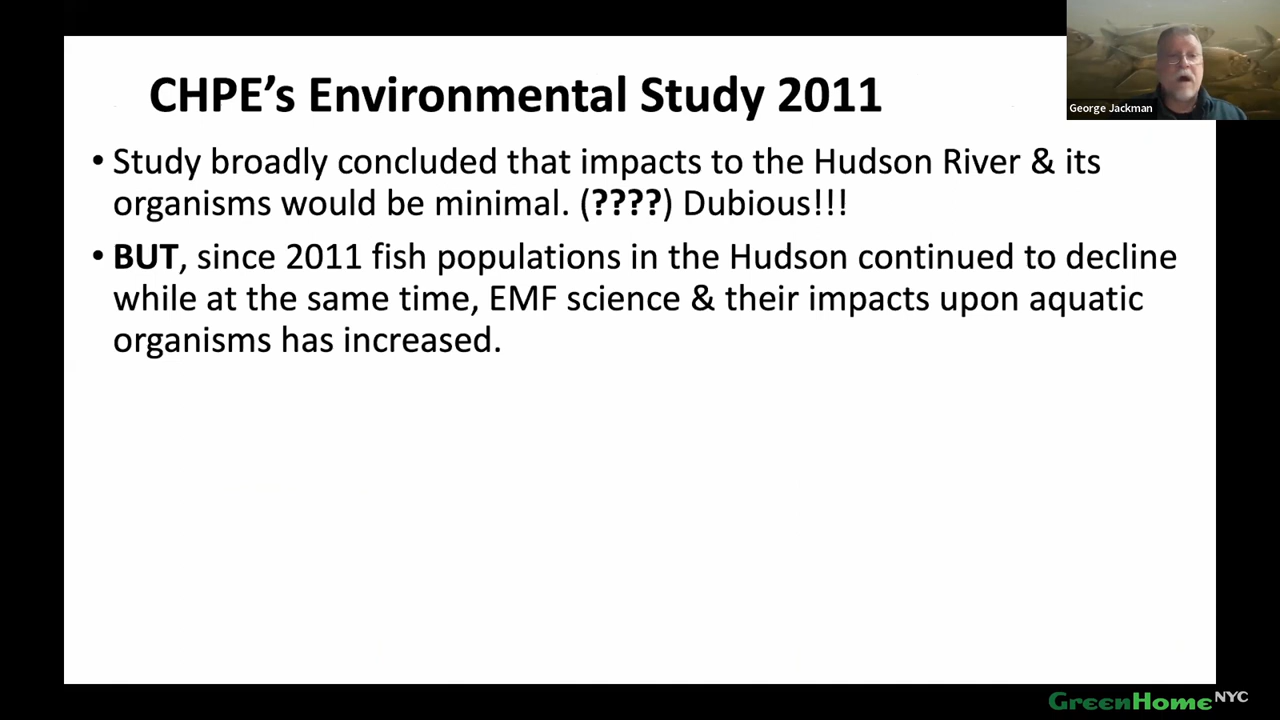 CHPE's Environmental Study 2011
George Jackman
• Study broadly concluded that impacts to the Hudson River & its
organisms would be minimal. (????) Dubious!!!
• BUT, since 2011 fish populations in the Hudson continued to decline
while at the same time, EMF science & their impacts upon aquatic
organisms has increased.
GreenHomeNYC